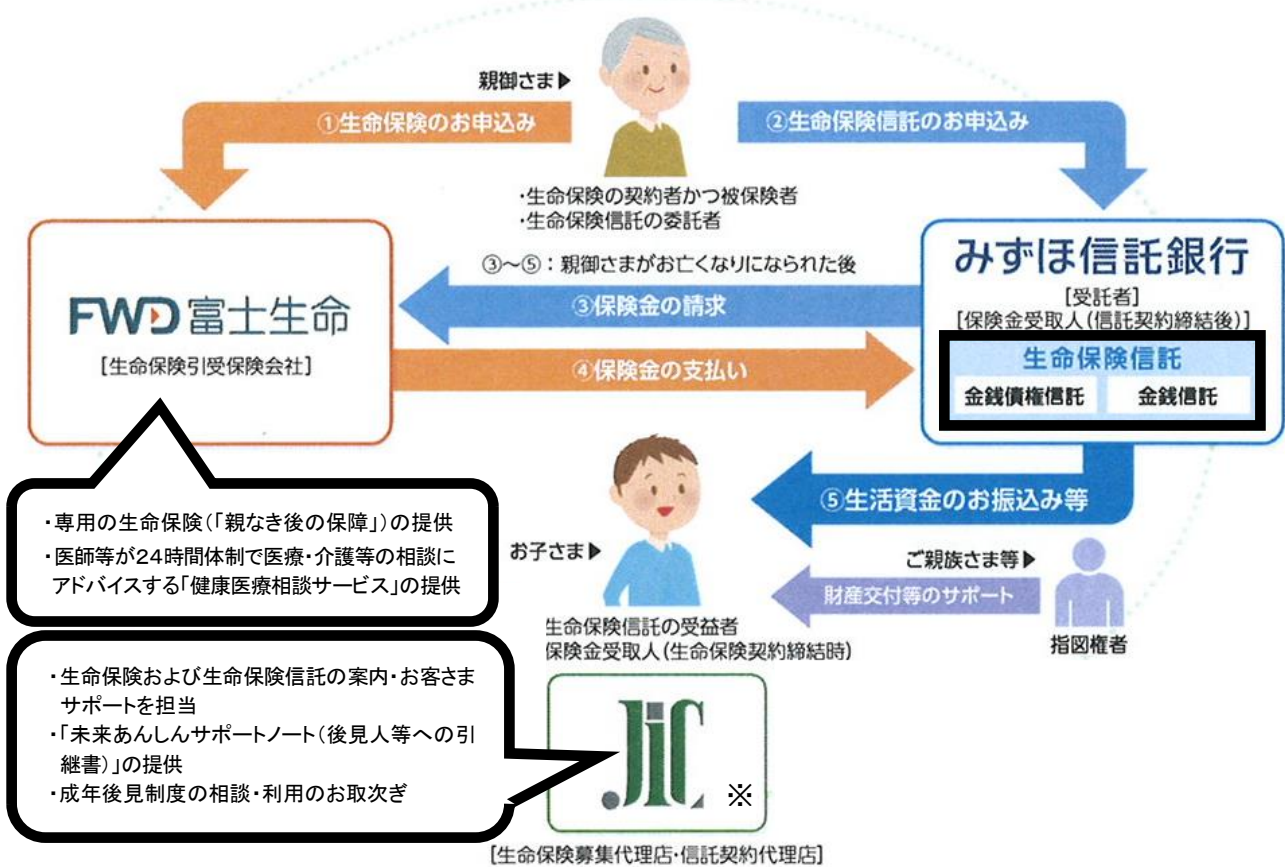 親御さま▶
①生命保険のお申込み
②生命保険信託のお申込み
・生命保険の契約者かつ被保険者
・生命保険信託の委託者
③～⑤：親御さまがお亡くなりになられた後
③保険金の請求
④保険金の支払い
FWD富士生命
[生命保険引受保険会社]
みずほ信託銀行
[受託者]
[保険金受取人(信託契約締結後)]
生命保険信託
金銭債権信託
金銭信託
・専用の生命保険(「親なき後の保障」)の提供
・医師等が24時間体制で医療・介護等の相談に
アドバイスする「健康医療相談サービス」の提供
⑤生活資金のお振込み等
お子さま▶
ご親族さま等▶
財産交付等のサポート
指図権者
生命保険信託の受益者
保険金受取人(生命保険契約締結時)
・生命保険および生命保険信託の案内・お客さま
サポートを担当
・「未来あんしんサポートノート(後見人等への引
継書)」の提供
・成年後見制度の相談・利用のお取次ぎ
JIC ※
[生命保険募集代理店・信託契約代理店]